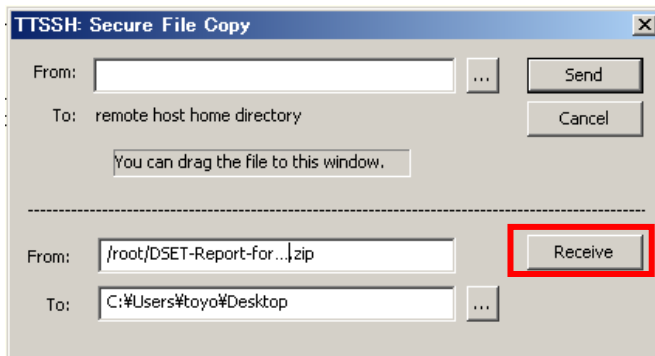 TTSSH: Secure File Copy
From: ... Send
To: remote host home directory Cancel
You can drag the file to this window.
From: /root/DSET-Report-for....zip Receive
To: C:¥Users¥toyo¥Desktop ...